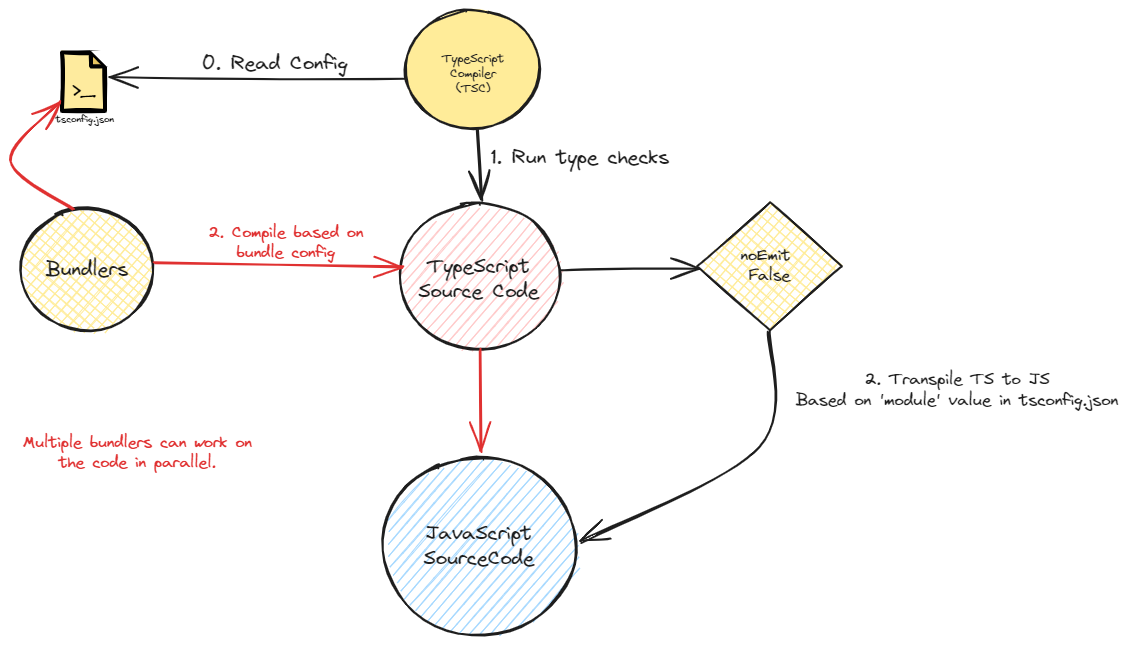 TypeScript
Compiler
(TSC)
0. Read Config
>_
tsconfig.json
1. Run type checks
2. Compile based on
bundle config
Bundlers
TypeScript
Source Code
noEmit
False
2. Transpile TS to JS
Based on 'module' value in tsconfig.json
Multiple bundlers can work on
the code in parallel.
JavaScript
SourceCode